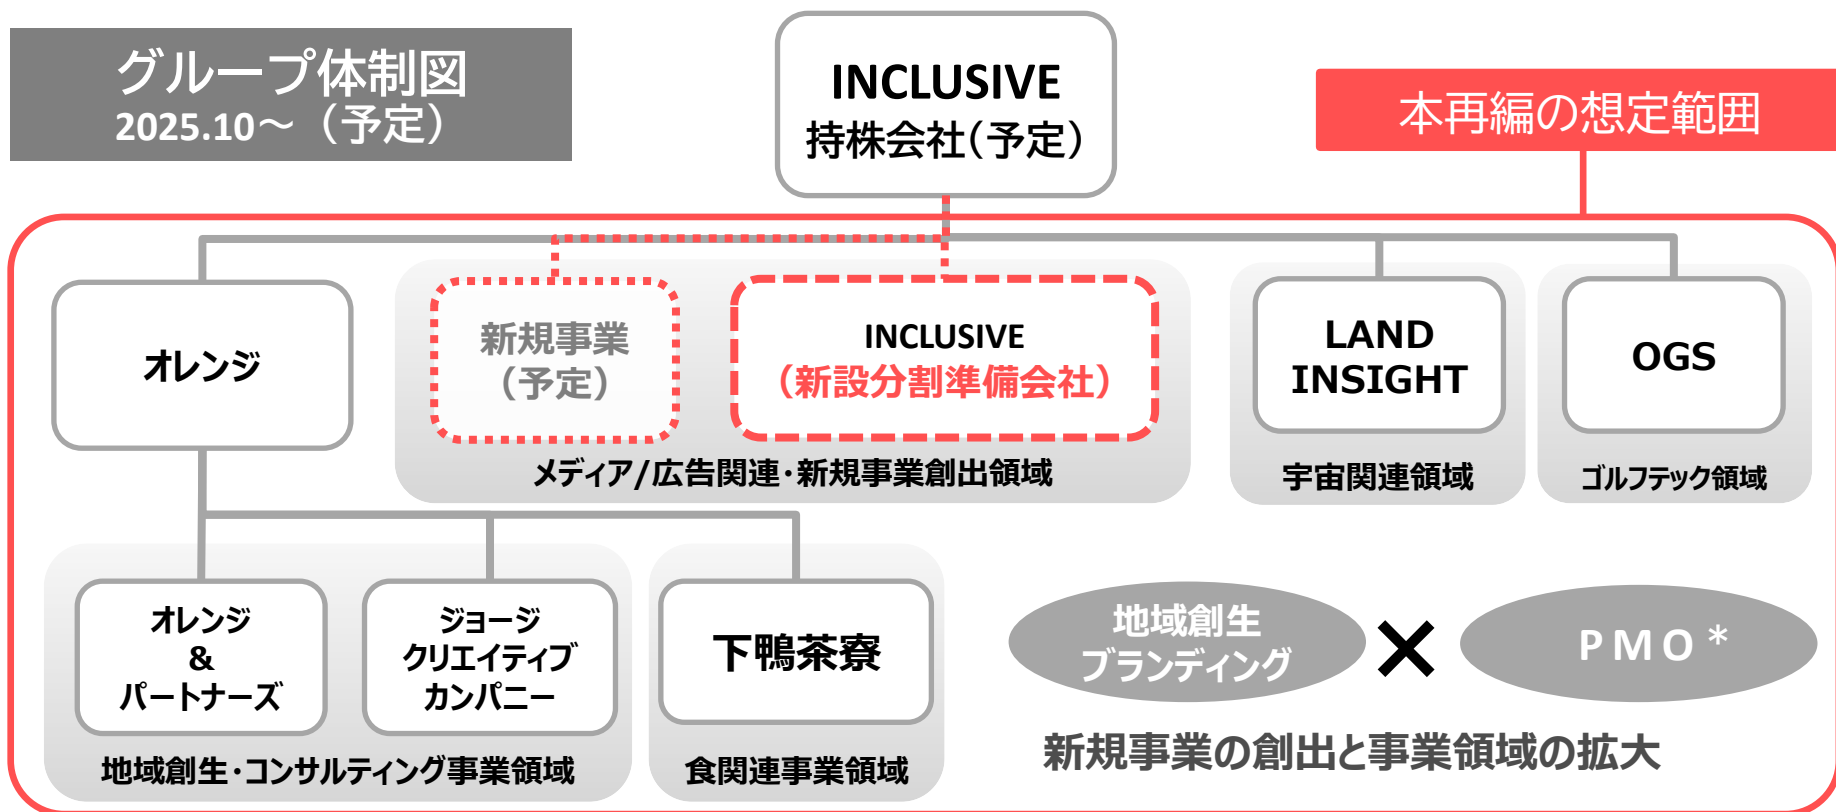 グループ体制図
2025.10～（予定）
INCLUSIVE
持株会社（予定）
本再編の想定範囲
オレンジ
新規事業
（予定）
INCLUSIVE
（新設分割準備会社）
メディア/広告関連・新規事業創出領域
LAND
INSIGHT
宇宙関連領域
OGS
ゴルフテック領域
オレンジ
&
パートナーズ
ジョージ
クリエイティブ
カンパニー
地域創生・コンサルティング事業領域
下鴨茶寮
食関連事業領域
地域創生
ブランディング
×
PMO*
新規事業の創出と事業領域の拡大